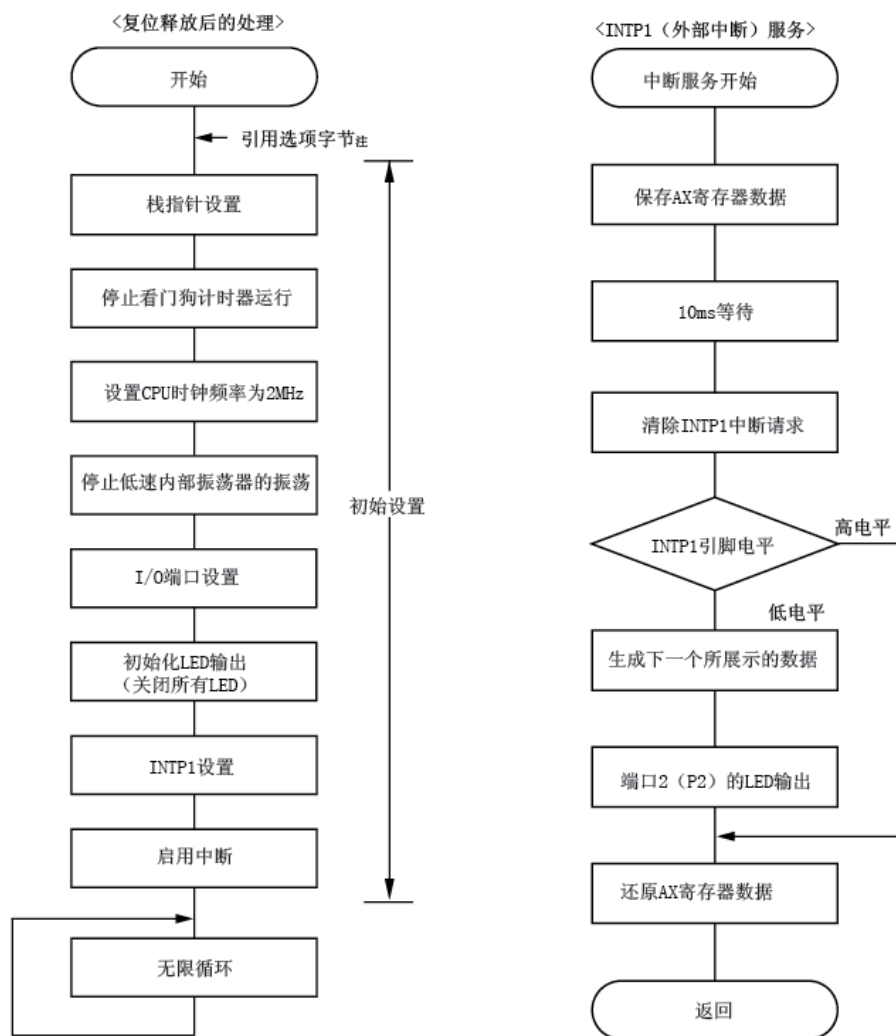 <复位释放后的处理>
开始
引用选项字节注
栈指针设置
停止看门狗计时器运行
设置CPU时钟频率为2MHz
停止低速内部振荡器的振荡
I/O端口设置
初始化LED输出
（关闭所有LED）
INTP1设置
启用中断
无限循环
初始设置
<INTP1（外部中断）服务>
中断服务开始
保存AX寄存器数据
10ms等待
清除INTP1中断请求
INTP1引脚电平
高电平
低电平
生成下一个所展示的数据
端口2（P2）的LED输出
还原AX寄存器数据
返回